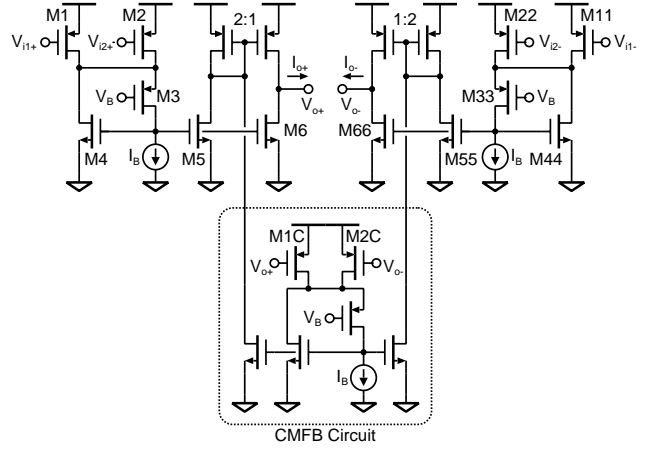 M1 M2 2:1 1:2 M22 M11
Vi1+ Vi2+ Io+ Io- Vi2- Vi1-
VB M3 Vo+ Vo- M33 VB
M4 IB M5 M6 M66 M55 IB M44
M1C M2C
Vo+ Vo-
VB
IB
CMFB Circuit